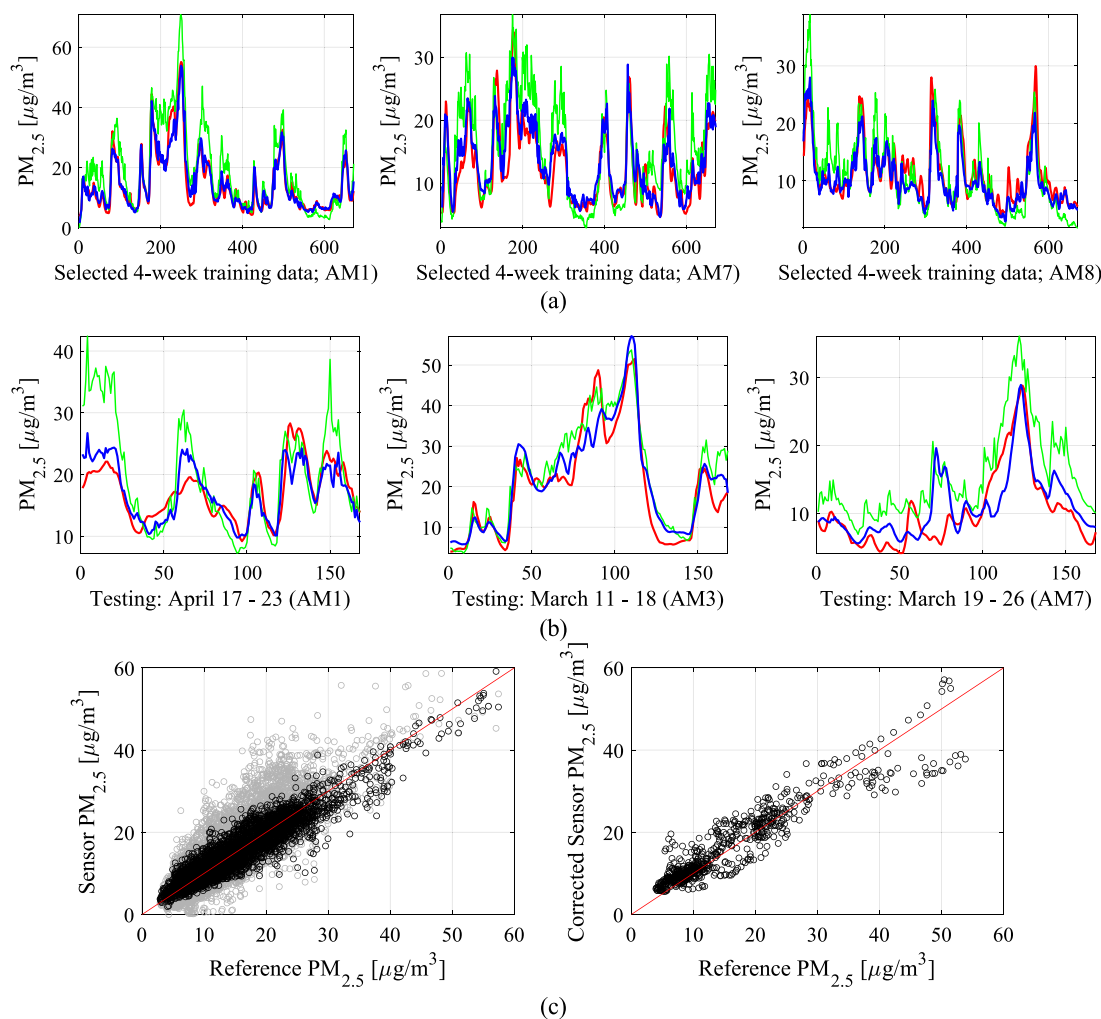 PM2.5 [µg/m3]
60
40
20
0
0 200 400 600
Selected 4-week training data; AM1)
PM2.5 [µg/m3]
30
20
10
0 200 400 600
Selected 4-week training data; AM7)
PM2.5 [µg/m3]
30
20
10
0 200 400 600
Selected 4-week training data; AM8)
(a)
PM2.5 [µg/m3]
40
30
20
10
0 50 100 150
Testing: April 17 - 23 (AM1)
PM2.5 [µg/m3]
50
40
30
20
10
0 50 100 150
Testing: March 11 - 18 (AM3)
PM2.5 [µg/m3]
30
20
10
0 50 100 150
Testing: March 19 - 26 (AM7)
(b)
Sensor PM2.5 [µg/m3]
60
40
20
0
0 10 20 30 40 50 60
Reference PM2.5 [µg/m3]
Corrected Sensor PM2.5 [µg/m3]
60
40
20
0
0 10 20 30 40 50 60
Reference PM2.5 [µg/m3]
(c)